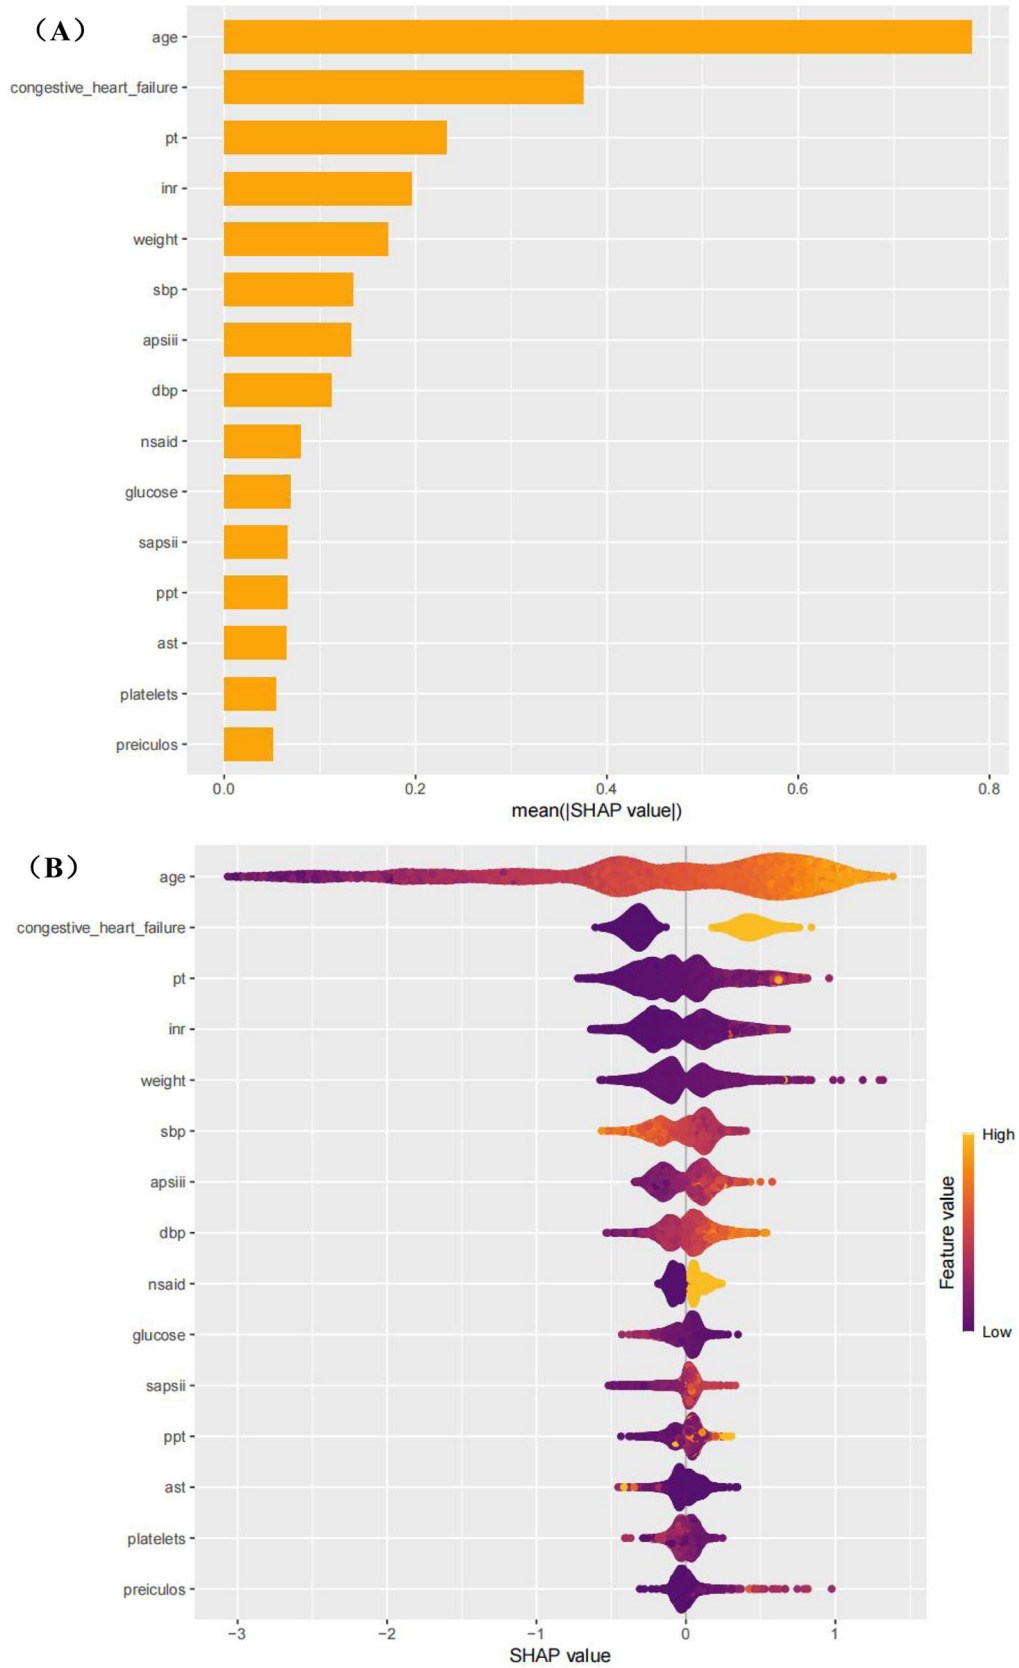 (A)
age
congestive_heart_failure
pt
inr
weight
sbp
apsiii
dbp
nsaid
glucose
sapsii
ppt
ast
platelets
preiculos
0.0 0.2 0.4 0.6 0.8
mean(|SHAP value|)
(B)
age
congestive_heart_failure
pt
inr
weight
sbp
apsiii
dbp
nsaid
glucose
sapsii
ppt
ast
platelets
preiculos
−3 −2 −1 0 1
SHAP value
Feature value
High
Low